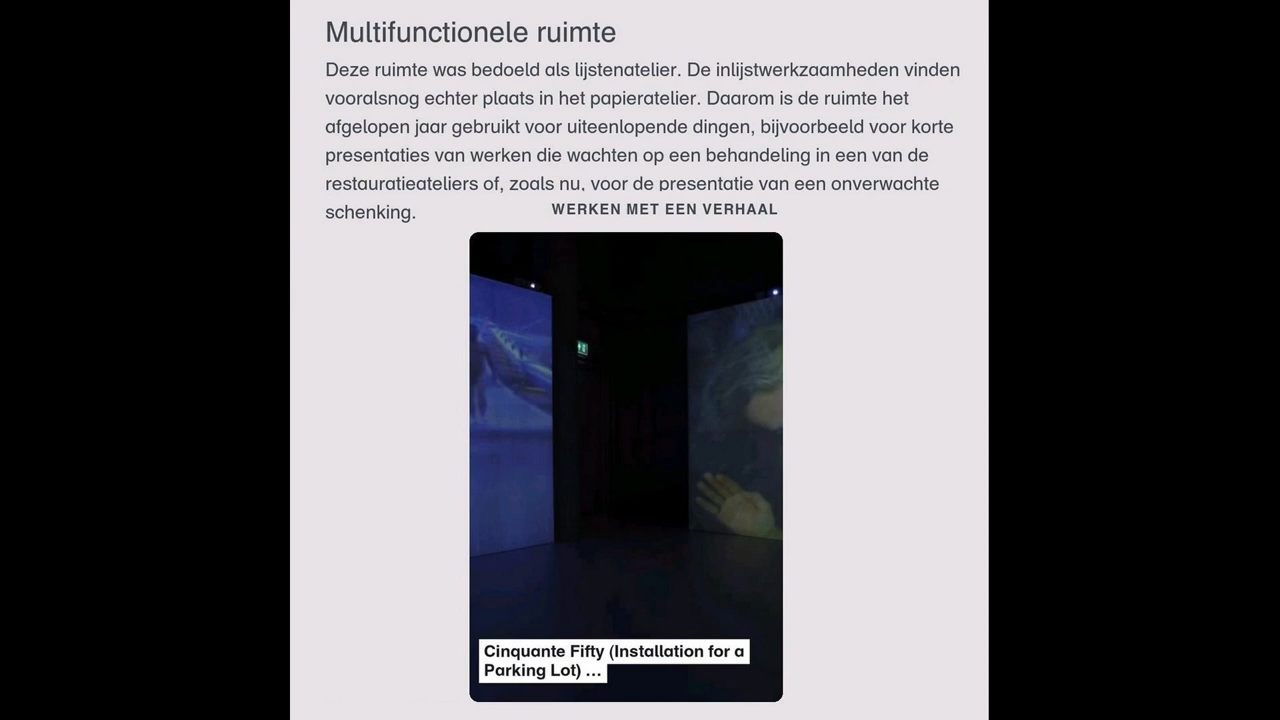 Multifunctionele ruimte
Deze ruimte was bedoeld als lijstenatelier. De inlijstwerkzaamheden vinden
vooralsnog echter plaats in het papieratelier. Daarom is de ruimte het
afgelopen jaar gebruikt voor uiteenlopende dingen, bijvoorbeeld voor korte
presentaties van werken die wachten op een behandeling in een van de
restauratieateliers of, zoals nu, voor de presentatie van een onverwachte
schenking.
WERKEN MET EEN VERHAAL
Cinquante Fifty (Installation for a
Parking Lot) ...